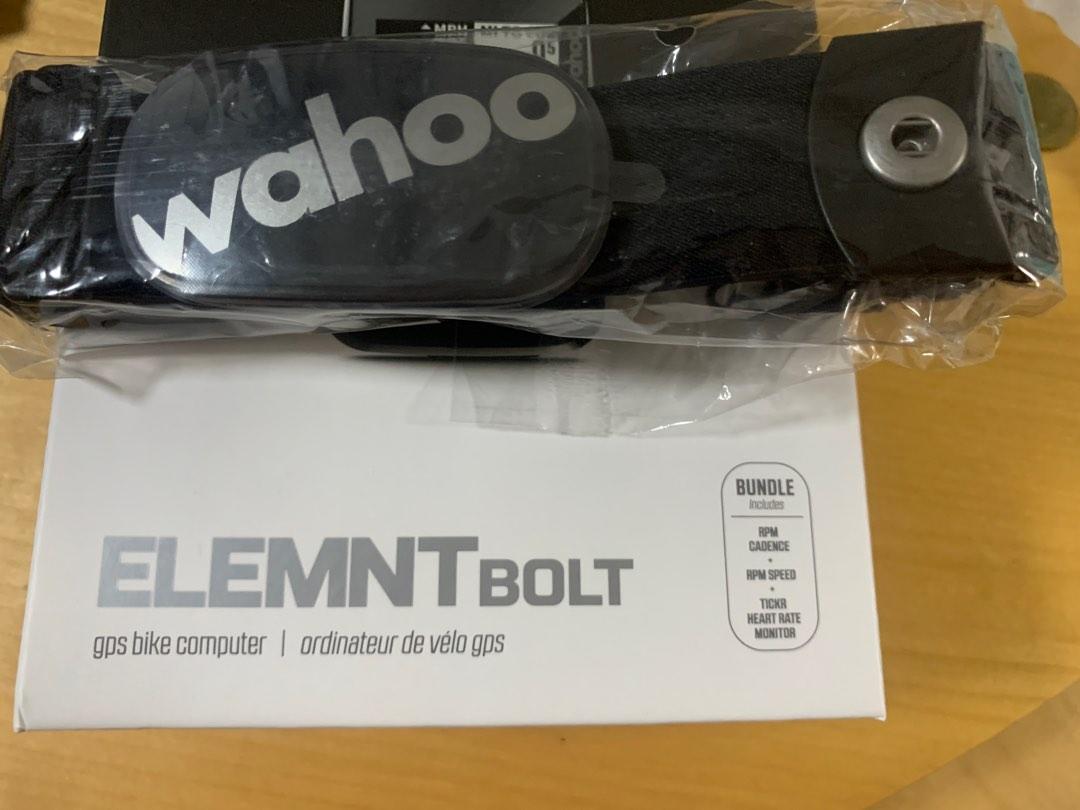 MPH
wahoo
ELEMNT BOLT
gps bike computer | ordinateur de vélo gps
BUNDLE
includes
RPM
CADENCE
+
RPM SPEED
+
TICKR
HEART RATE
MONITOR